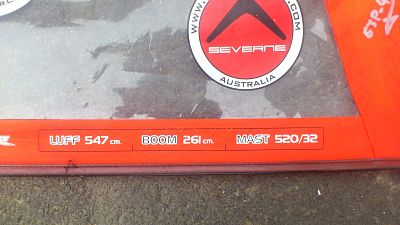 .COM
SEVERNE
AUSTRALIA
LUFF 547 cm. BOOM 261 cm. MAST 520/32